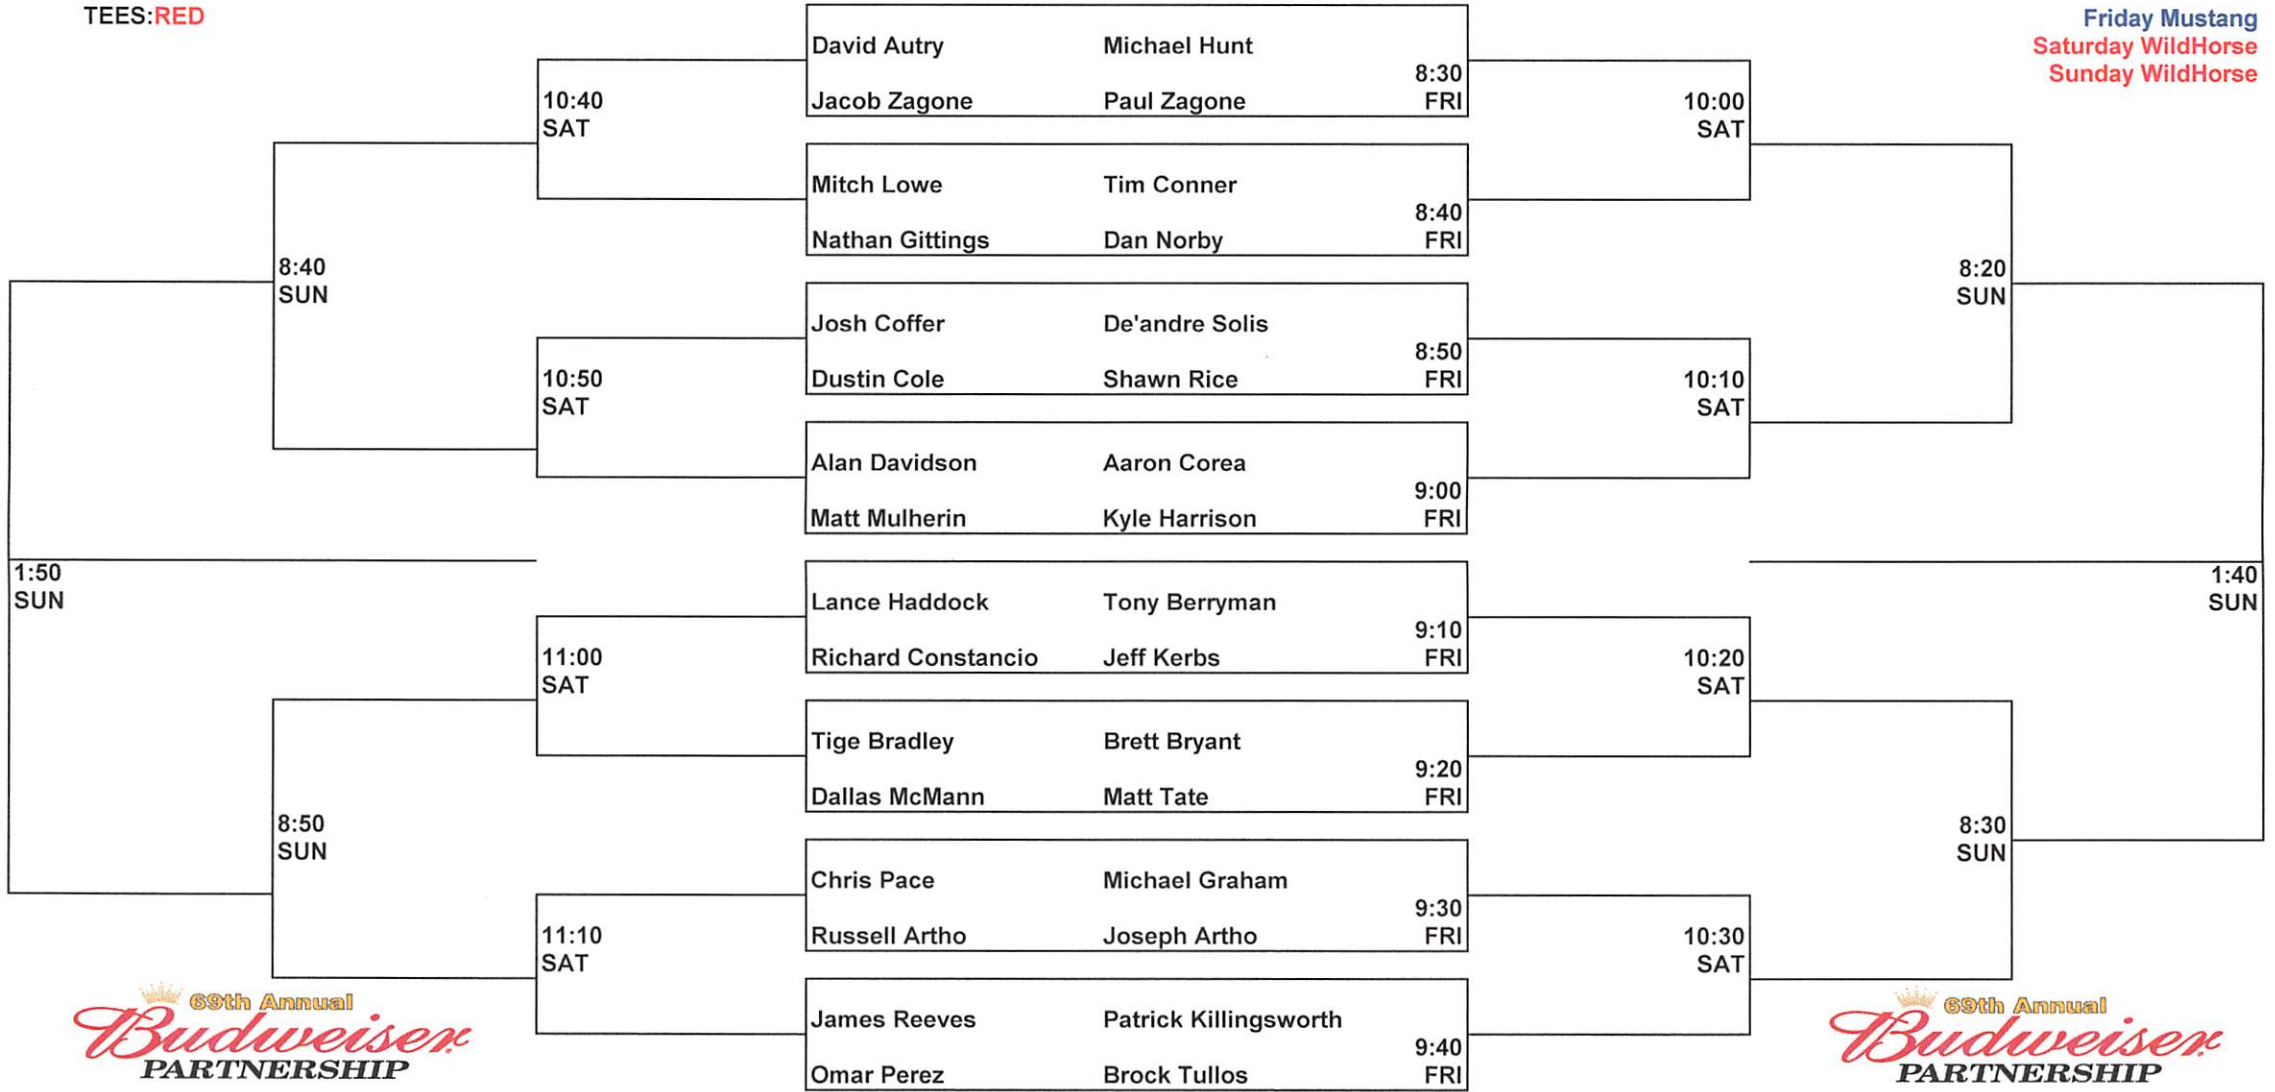 TEES:RED
Friday Mustang
Saturday WildHorse
Sunday WildHorse
David Autry Michael Hunt
8:30
Jacob Zagone Paul Zagone FRI
10:40
SAT
10:00
SAT
Mitch Lowe Tim Conner
8:40
Nathan Gittings Dan Norby FRI
8:40
SUN
8:20
SUN
Josh Coffer De'andre Solis
8:50
Dustin Cole Shawn Rice FRI
10:50
SAT
10:10
SAT
Alan Davidson Aaron Corea
9:00
Matt Mulherin Kyle Harrison FRI
1:50
SUN
1:40
SUN
Lance Haddock Tony Berryman
9:10
Richard Constancio Jeff Kerbs FRI
11:00
SAT
10:20
SAT
Tige Bradley Brett Bryant
9:20
Dallas McMann Matt Tate FRI
8:50
SUN
8:30
SUN
Chris Pace Michael Graham
9:30
Russell Artho Joseph Artho FRI
11:10
SAT
10:30
SAT
James Reeves Patrick Killingsworth
9:40
Omar Perez Brock Tullos FRI
69th Annual
Budweiser
PARTNERSHIP
69th Annual
Budweiser
PARTNERSHIP